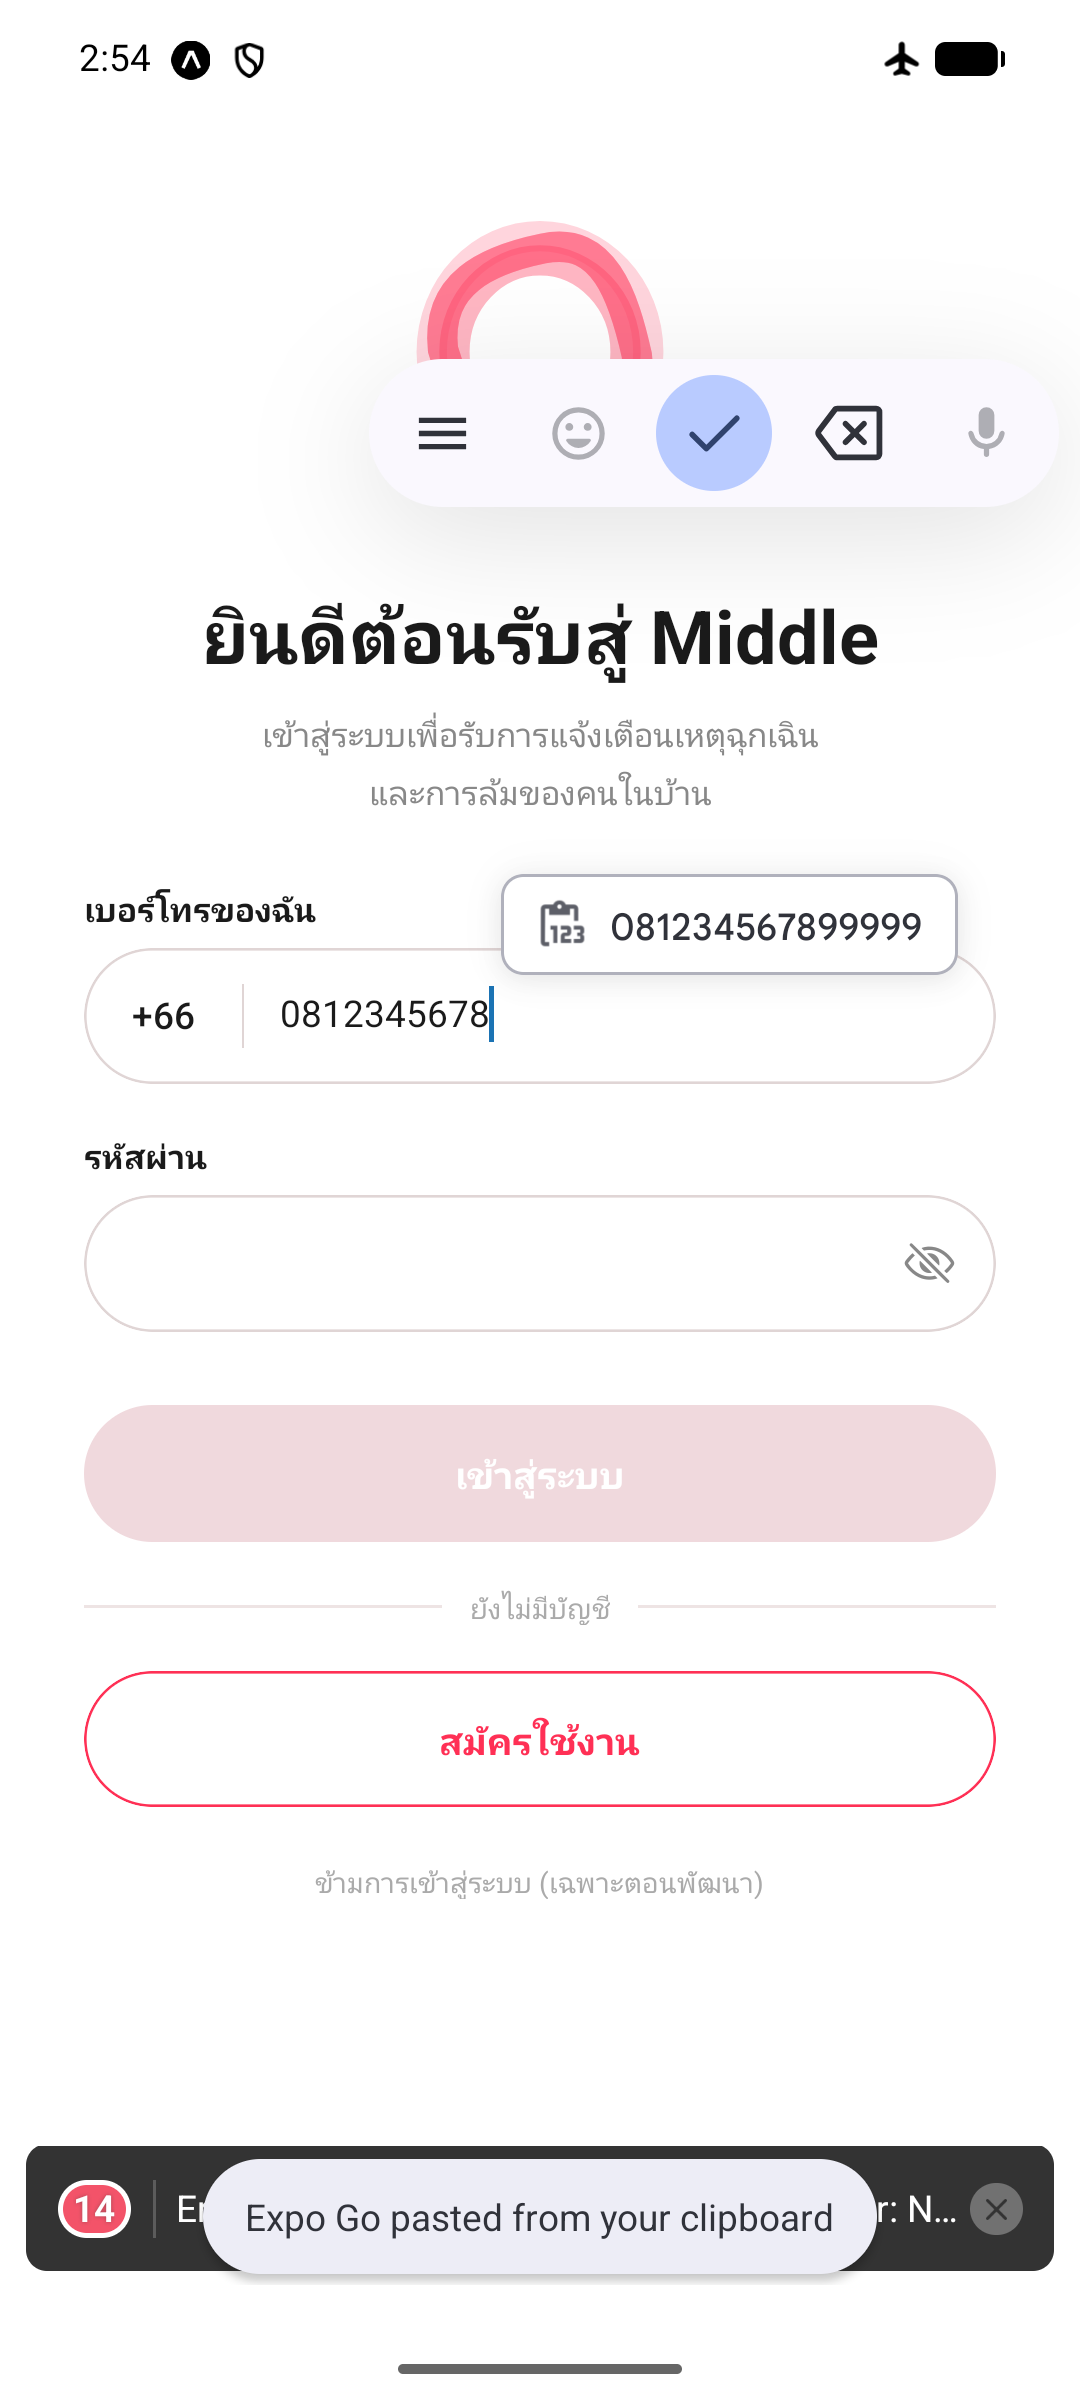 2:54
ยินดีต้อนรับสู่ Middle
เข้าสู่ระบบเพื่อรับการแจ้งเตือนเหตุฉุกเฉิน
และการล้มของคนในบ้าน
เบอร์โทรของฉัน
123 081234567899999
+66 0812345678
รหัสผ่าน
เข้าสู่ระบบ
ยังไม่มีบัญชี
สมัครใช้งาน
ข้ามการเข้าสู่ระบบ (เฉพาะตอนพัฒนา)
14 r: N...
Expo Go pasted from your clipboard